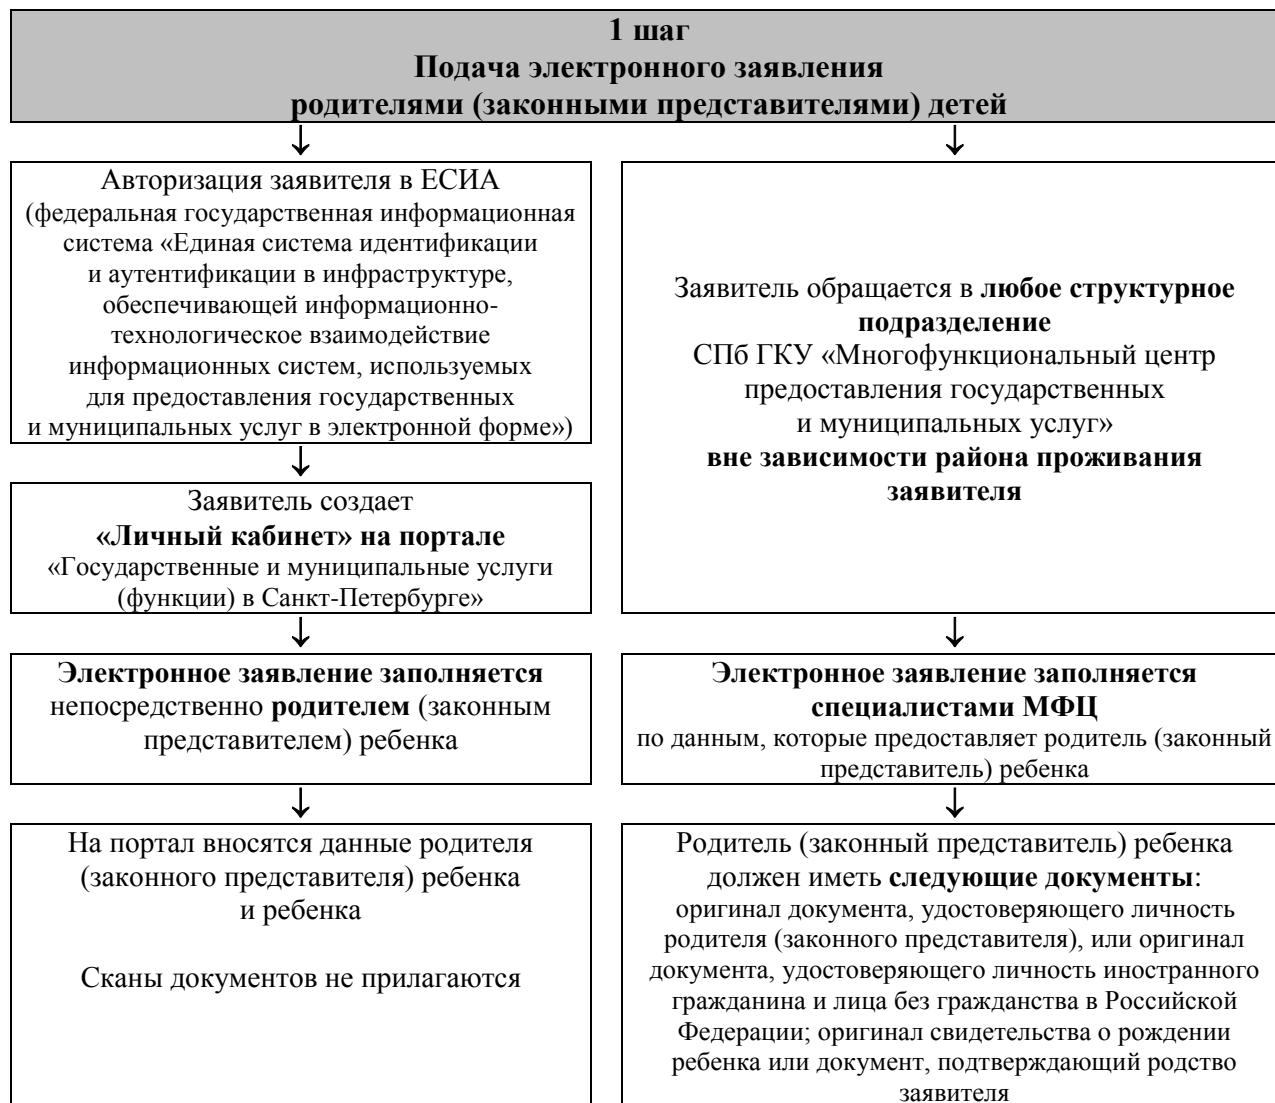 1 шаг
Подача электронного заявления
родителями (законными представителями) детей
Авторизация заявителя в ЕСИА
(федеральная государственная информационная
система «Единая система идентификации
и аутентификации в инфраструктуре,
обеспечивающей информационно-
технологическое взаимодействие
информационных систем, используемых
для предоставления государственных
и муниципальных услуг в электронной форме»)
Заявитель создает
«Личный кабинет» на портале
«Государственные и муниципальные услуги
(функции) в Санкт-Петербурге»
Электронное заявление заполняется
непосредственно родителем (законным
представителем) ребенка
На портал вносятся данные родителя
(законного представителя) ребенка
и ребенка
Сканы документов не прилагаются
Заявитель обращается в любое структурное
подразделение
СПб ГКУ «Многофункциональный центр
предоставления государственных
и муниципальных услуг»
вне зависимости района проживания
заявителя
Электронное заявление заполняется
специалистами МФЦ
по данным, которые предоставляет родитель (законный
представитель) ребенка
Родитель (законный представитель) ребенка
должен иметь следующие документы:
оригинал документа, удостоверяющего личность
родителя (законного представителя), или оригинал
документа, удостоверяющего личность иностранного
гражданина и лица без гражданства в Российской
Федерации; оригинал свидетельства о рождении
ребенка или документ, подтверждающий родство
заявителя